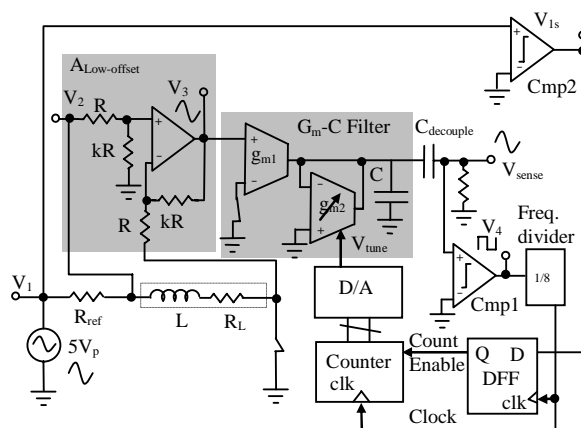 V1s
Cmp2
ALow-offset
V2
R
V3
kR
+
−
R
kR
Gm-C Filter
gm1
+
−
gm2
−
+
C
Cdecouple
Vsense
Vtune
V4
Freq.
divider
1/8
Cmp1
+
−
V1
Rref
L
RL
5Vp
D/A
Counter
clk
Count
Enable
Q D
DFF
clk
Clock